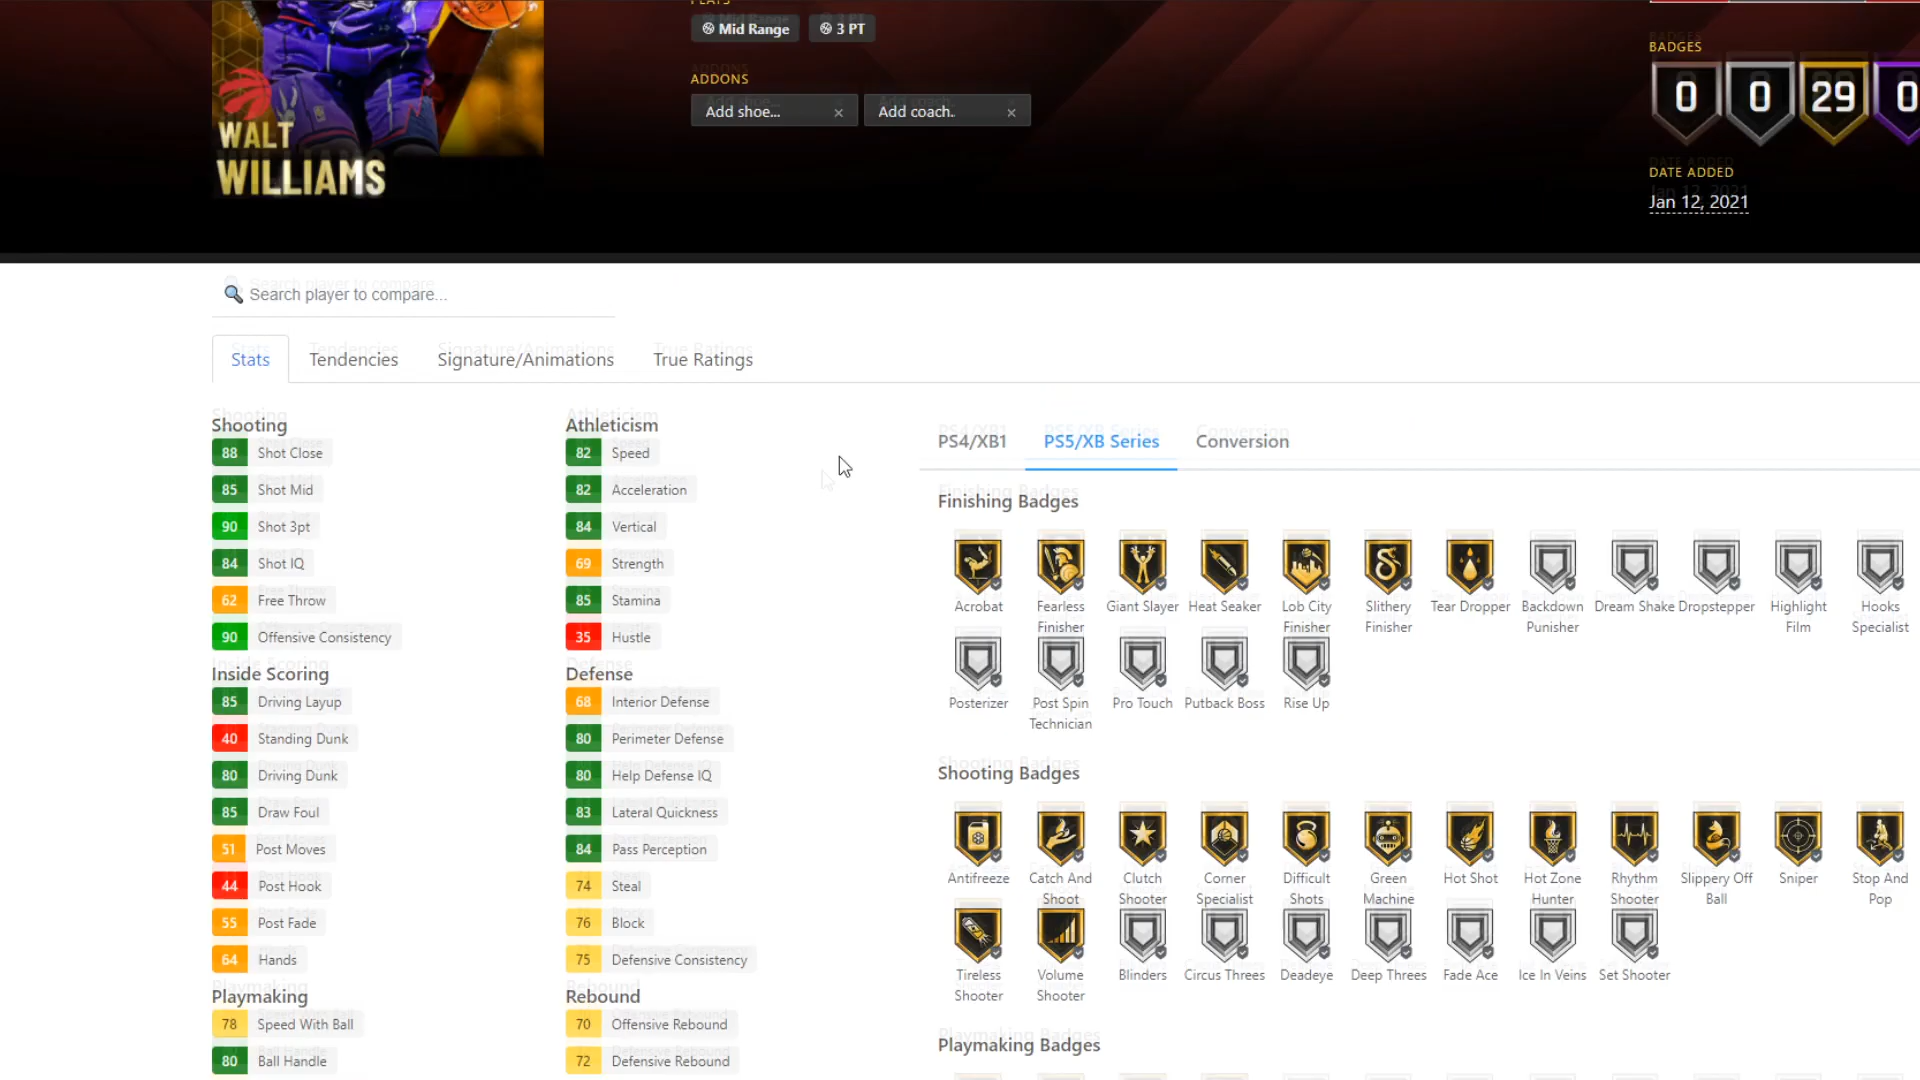 PLAYS
Mid Range 3 PT
ADDONS
Add shoe... × Add coach. ×
WALT
WILLIAMS
BADGES
0 0 29 0
DATE ADDED
Jan 12, 2021
Search player to compare...
Stats Tendencies Signature/Animations True Ratings
Shooting
88 Shot Close
85 Shot Mid
90 Shot 3pt
84 Shot IQ
62 Free Throw
90 Offensive Consistency
Inside Scoring
85 Driving Layup
40 Standing Dunk
80 Driving Dunk
85 Draw Foul
51 Post Moves
44 Post Hook
55 Post Fade
64 Hands
Playmaking
78 Speed With Ball
80 Ball Handle
Athleticism
82 Speed
82 Acceleration
84 Vertical
69 Strength
85 Stamina
35 Hustle
Defense
68 Interior Defense
80 Perimeter Defense
80 Help Defense IQ
83 Lateral Quickness
84 Pass Perception
74 Steal
76 Block
75 Defensive Consistency
Rebound
70 Offensive Rebound
72 Defensive Rebound
PS4/XB1 PS5/XB Series Conversion
Finishing Badges
Acrobat Fearless Giant Slayer Heat Seeker Lob City Slithery Tear Dropper Backdown Dream Shake Dropstepper Highlight Hooks
Finisher Finisher Finisher Punisher Film Specialist
Posterizer Post Spin Pro Touch Putback Boss Rise Up
Technician
Shooting Badges
Antifreeze Catch And Clutch Corner Difficult Green Hot Shot Hot Zone Rhythm Slippery Off Sniper Stop And
Shoot Shooter Specialist Shots Machine Hunter Shooter Ball Pop
Tireless Volume Blinders Circus Threes Deadeye Deep Threes Fade Ace Ice In Veins Set Shooter
Shooter Shooter
Playmaking Badges